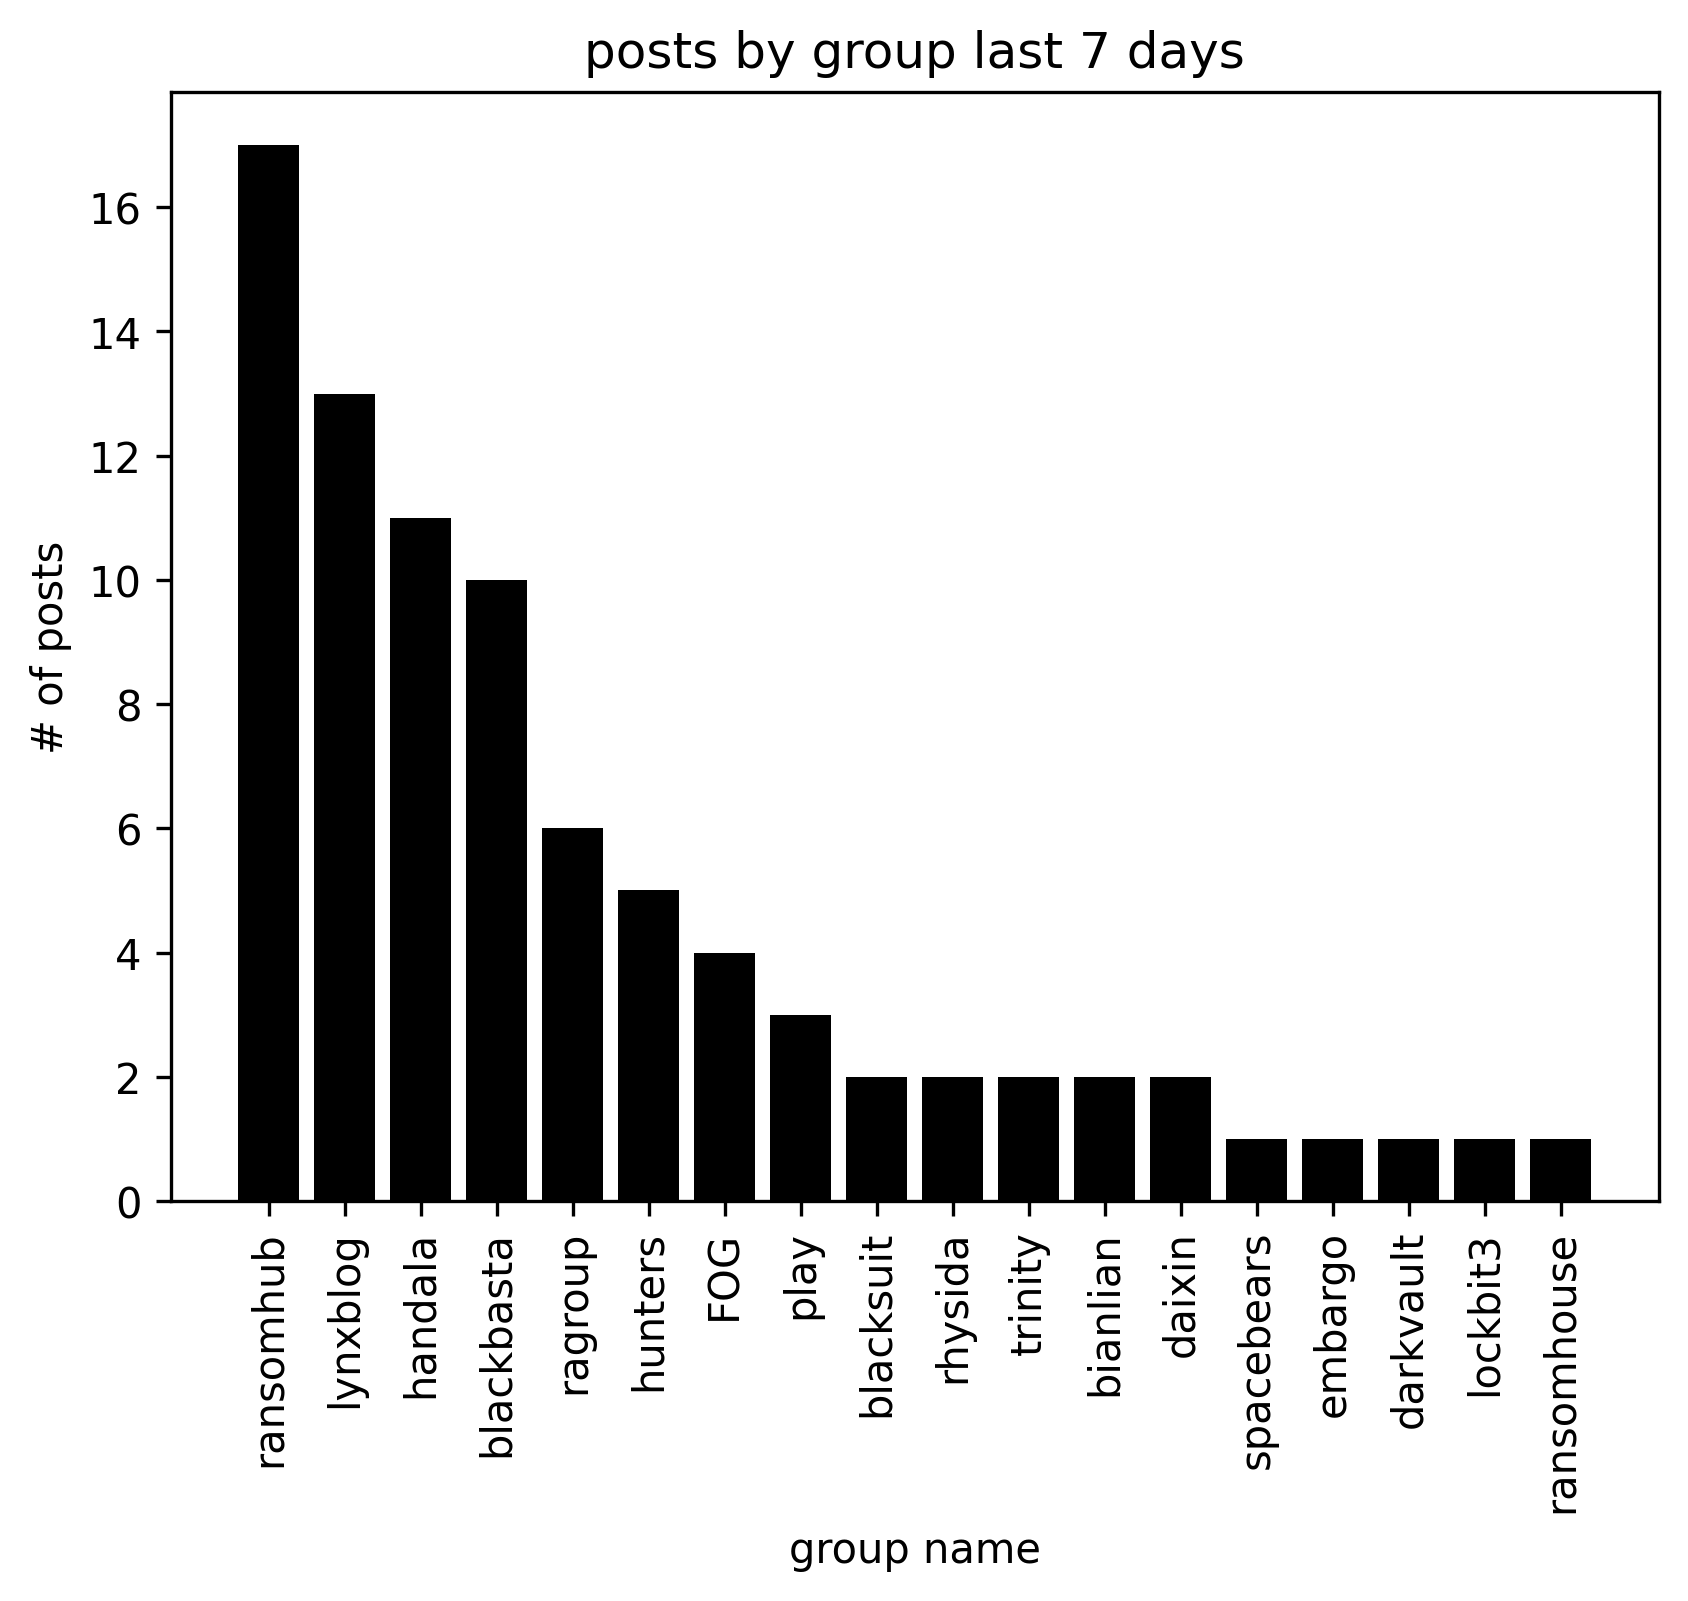 posts by group last 7 days
# of posts
16
14
12
10
8
6
4
2
0
ransomhub
lynxblog
handala
blackbasta
ragroup
hunters
FOG
play
blacksuit
rhysida
trinity
bianlian
daixin
spacebears
embargo
darkvault
lockbit3
ransomhouse
group name